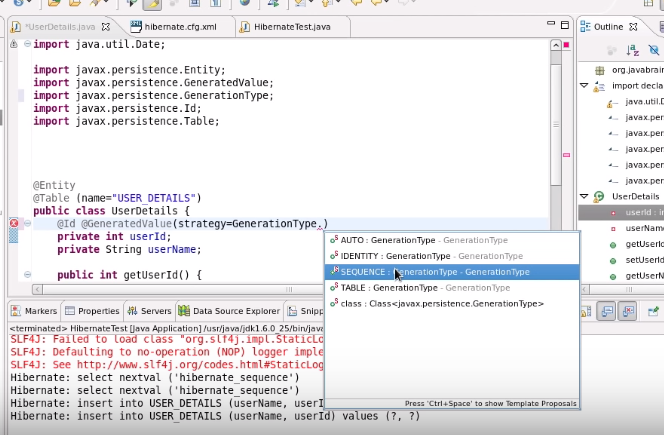 *UserDetails.java
hibernate.cfg.xml
HibernateTest.java
import java.util.Date;
import javax.persistence.Entity;
import javax.persistence.GeneratedValue;
import javax.persistence.GenerationType;
import javax.persistence.Id;
import javax.persistence.Table;
@Entity
@Table (name="USER_DETAILS")
public class UserDetails {
@Id @GeneratedValue(strategy=GenerationType.)
private int userId;
private String userName;
public int getUserId() {
AUTO : GenerationType - GenerationType
IDENTITY : GenerationType - GenerationType
SEQUENCE : GenerationType - GenerationType
TABLE : GenerationType - GenerationType
class : Class<javax.persistence.GenerationType>
Press 'Ctrl+Space' to show Template Proposals
Outline
org.javabrain
import decla
java.util.D
javax.per
javax.per
javax.per
javax.per
javax.per
UserDetails
userId : in
userName
getUserId
setUserId
getUserN
Markers
Properties
Servers
Data Source Explorer
Snipp
<terminated> HibernateTest [Java Application] /usr/java/jdk1.6.0_25/bin/java
SLF4J: Failed to load class "org.slf4j.impl.StaticLo
SLF4J: Defaulting to no-operation (NOP) logger imple
SLF4J: See http://www.slf4j.org/codes.html#StaticLog
Hibernate: select nextval ('hibernate_sequence')
Hibernate: select nextval ('hibernate_sequence')
Hibernate: insert into USER_DETAILS (userName, userI
Hibernate: insert into USER_DETAILS (userName, userId) values (?, ?)